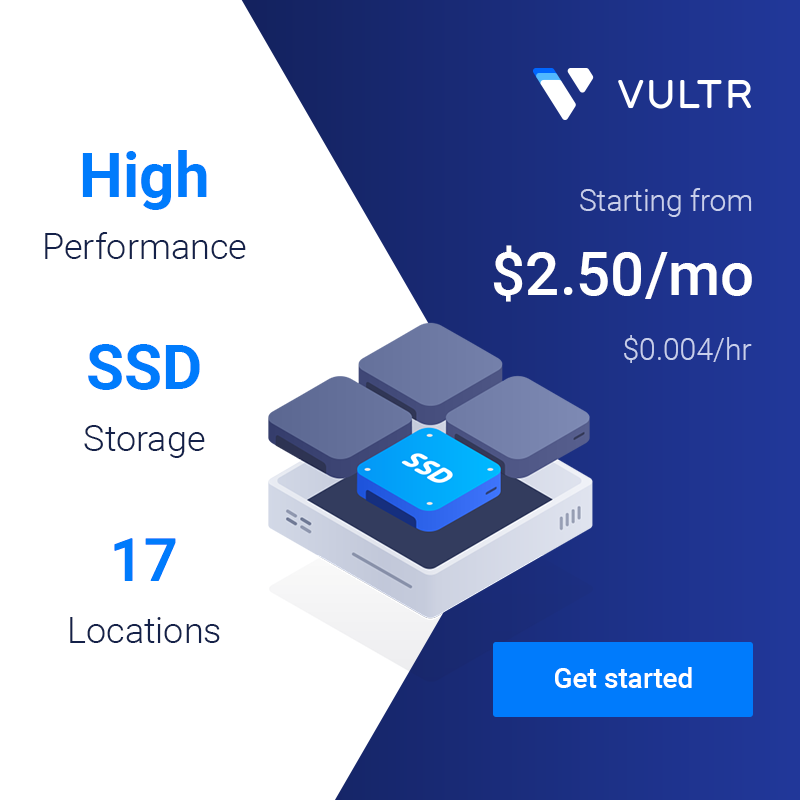 High
Performance
SSD
Storage
17
Locations
VULTR
Starting from
$2.50/mo
$0.004/hr
SSD
Get started